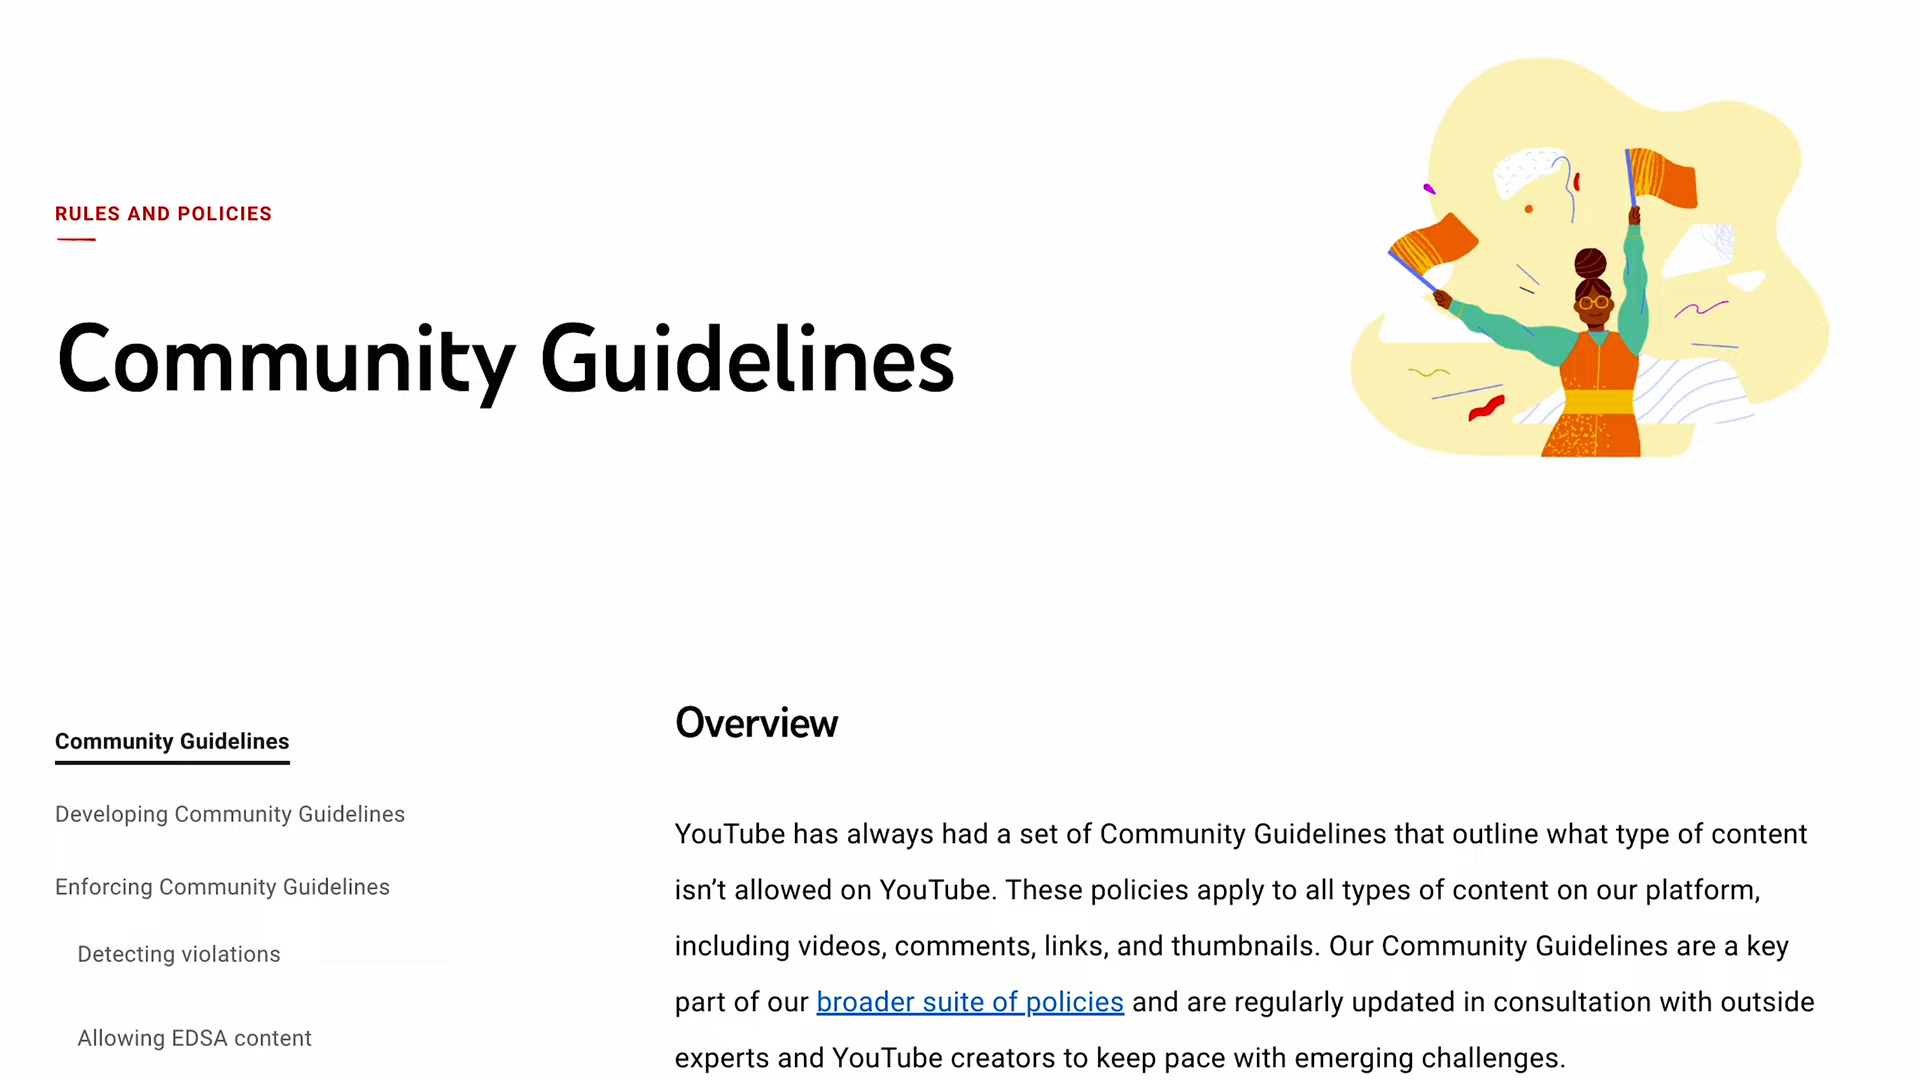 RULES AND POLICIES
Community Guidelines
Community Guidelines
Developing Community Guidelines
Enforcing Community Guidelines
Detecting violations
Allowing EDSA content
Overview
YouTube has always had a set of Community Guidelines that outline what type of content
isn’t allowed on YouTube. These policies apply to all types of content on our platform,
including videos, comments, links, and thumbnails. Our Community Guidelines are a key
part of our broader suite of policies and are regularly updated in consultation with outside
experts and YouTube creators to keep pace with emerging challenges.